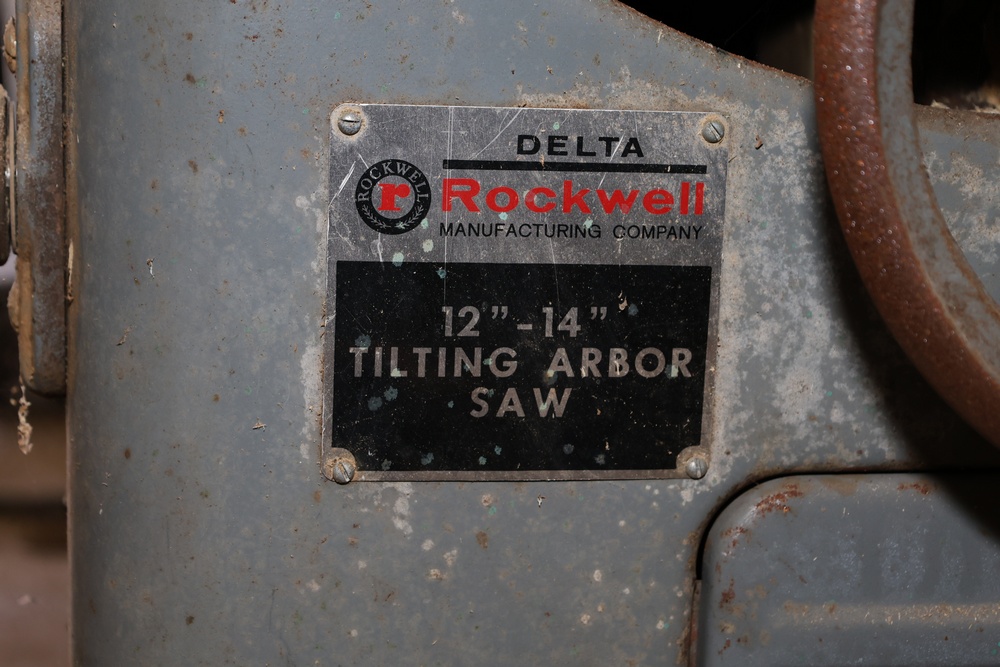 DELTA
ROCKWELL
r
Rockwell
MANUFACTURING COMPANY
12"-14"
TILTING ARBOR
SAW